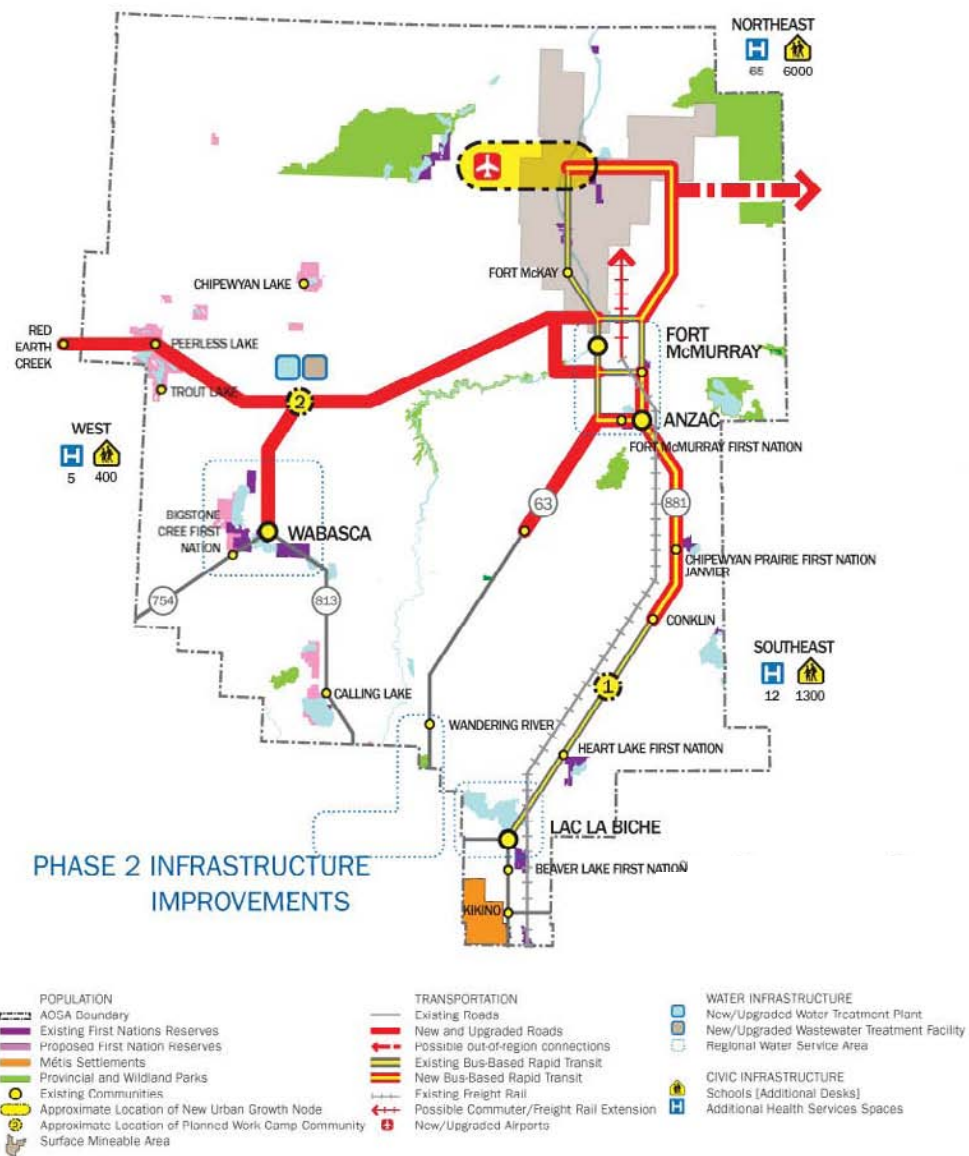 NORTHEAST
65 6000
FORT McKAY
CHIPEWYAN LAKE
RED
EARTH
CREEK
PEERLESS LAKE
FORT
McMURRAY
TROUT LAKE
2
ANZAC
WEST
5 400
FORT McMURRAY FIRST NATION
63
881
BIGSTONE
CREE FIRST
NATION
WABASCA
CHIPEWYAN PRAIRIE FIRST NATION
JANVIER
754
813
CONKLIN
SOUTHEAST
12 1300
1
CALLING LAKE
WANDERING RIVER
HEART LAKE FIRST NATION
LAC LA BICHE
PHASE 2 INFRASTRUCTURE
IMPROVEMENTS
BEAVER LAKE FIRST NATION
KIKINO
POPULATION
AOSA Boundary
Existing First Nations Reserves
Proposed First Nation Reserves
Métis Settlements
Provincial and Wildland Parks
Existing Communities
Approximate Location of New Urban Growth Node
2 Approximate Location of Planned Work Camp Community
Surface Mineable Area
TRANSPORTATION
Existing Roads
New and Upgraded Roads
Possible out-of-region connections
Existing Bus-Based Rapid Transit
New Bus-Based Rapid Transit
Existing Freight Rail
Possible Commuter/Freight Rail Extension
New/Upgraded Airports
WATER INFRASTRUCTURE
New/Upgraded Water Treatment Plant
New/Upgraded Wastewater Treatment Facility
Regional Water Service Area
CIVIC INFRASTRUCTURE
Schools [Additional Desks]
H Additional Health Services Spaces